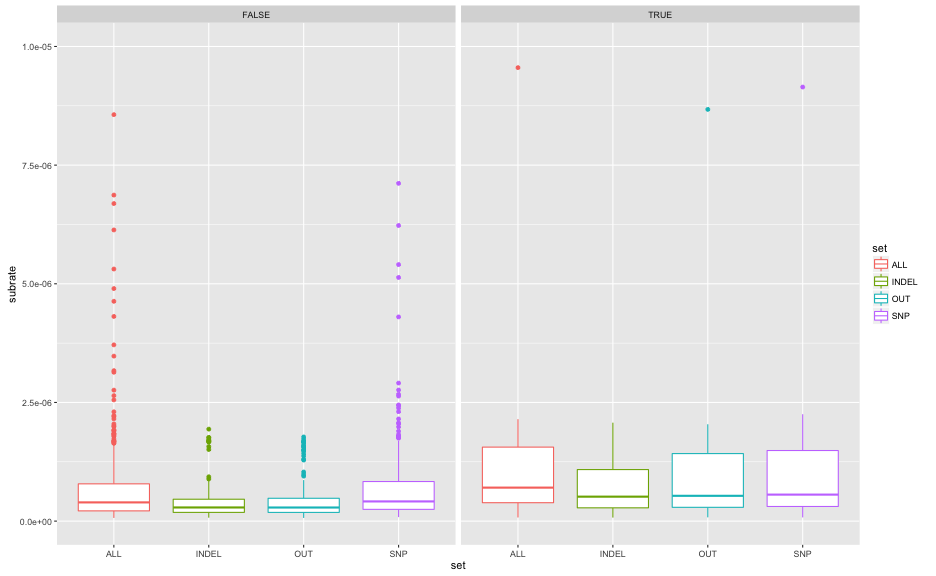 FALSE
TRUE
subrate
1.0e-05
7.5e-06
5.0e-06
2.5e-06
0.0e+00
ALL INDEL OUT SNP
ALL INDEL OUT SNP
set
set
ALL
INDEL
OUT
SNP